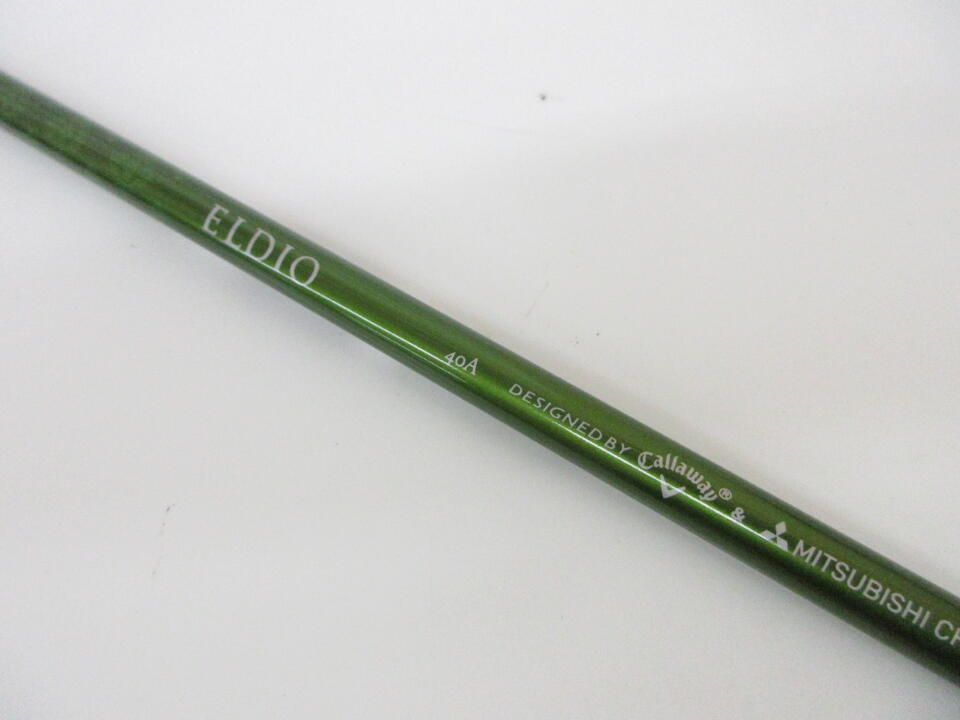 ELDIO 40A DESIGNED BY Callaway® & MITSUBISHI